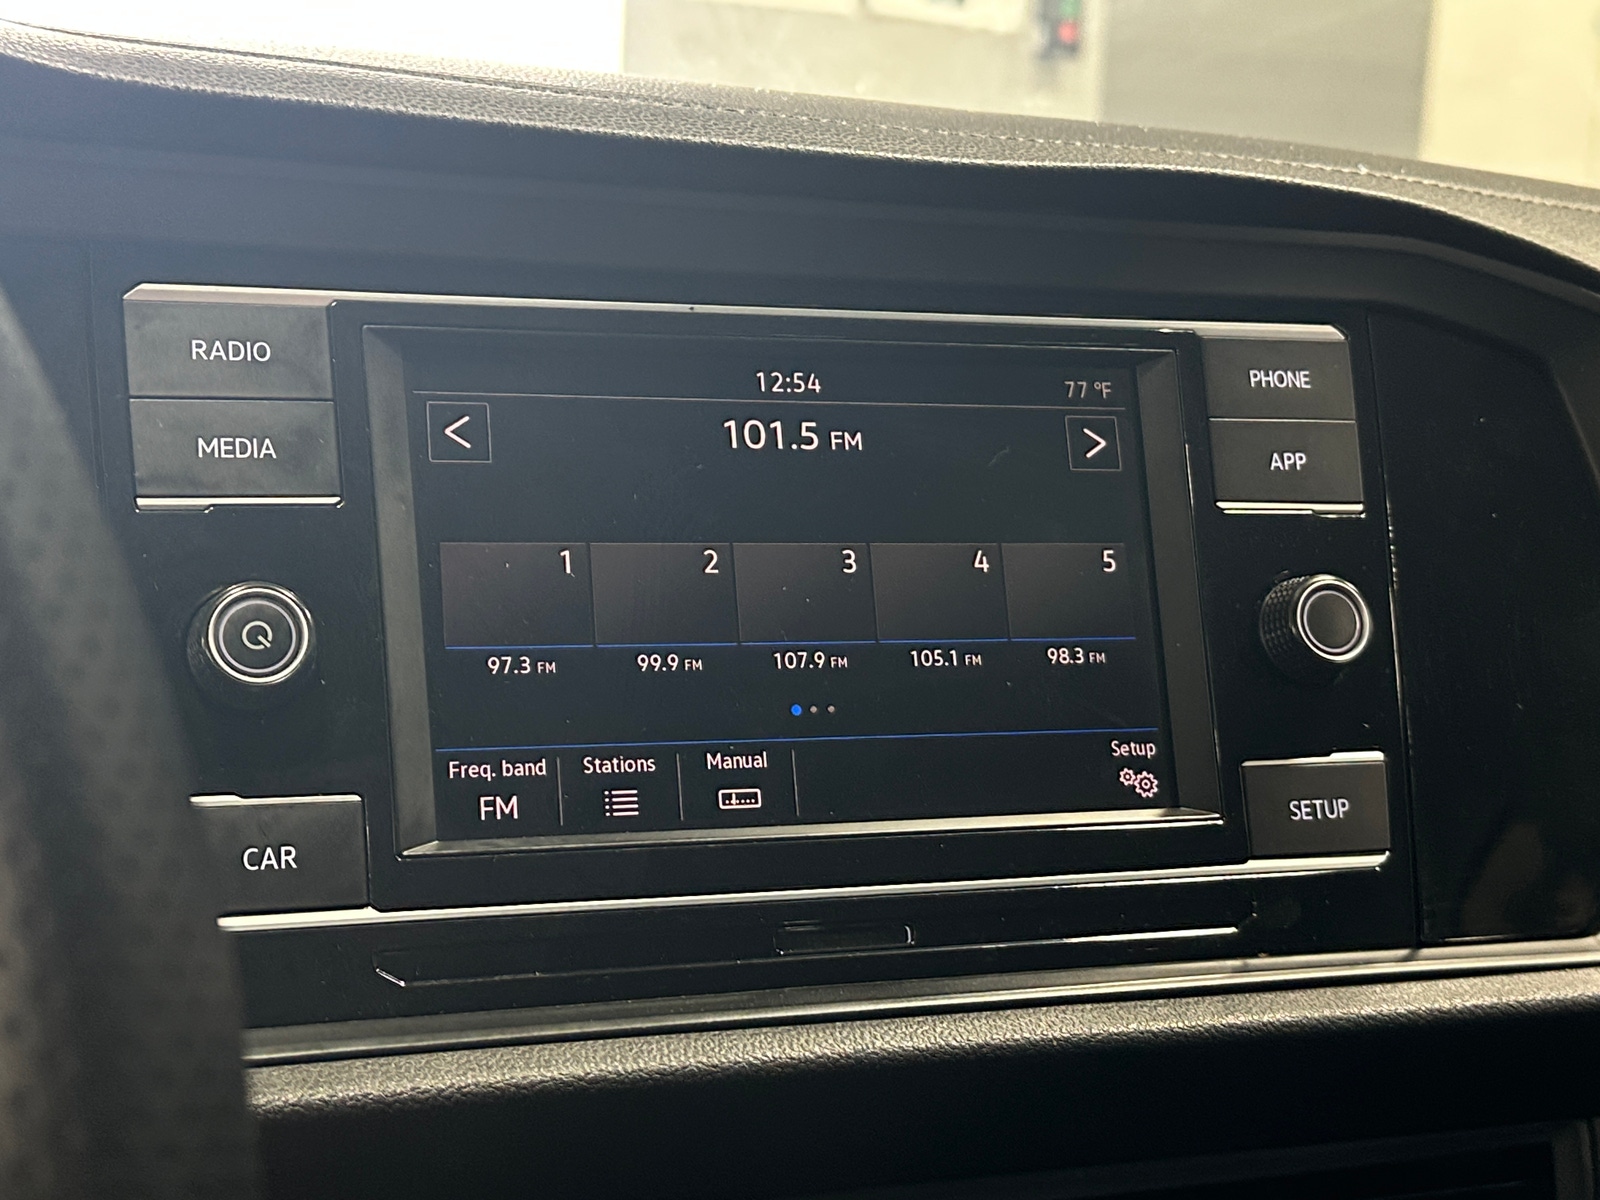 RADIO
MEDIA
CAR
12:54
77 °F
<
101.5 FM
>
1 2 3 4 5
97.3 FM 99.9 FM 107.9 FM 105.1 FM 98.3 FM
Freq. band
FM
Stations
Manual
Setup
PHONE
APP
SETUP